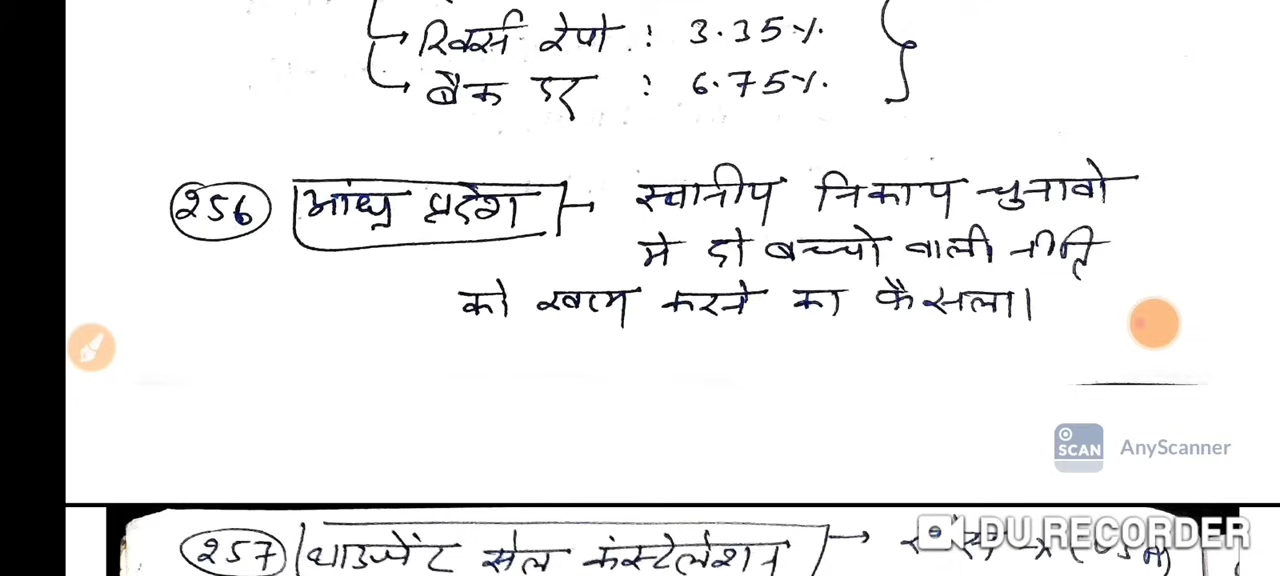 रिवर्स रेपो : 3.35%
बैंक दर : 6.75%
256 आंध्र प्रदेश → स्थानीय निकाय चुनावो
मे दो बच्चो वाली नीति
को खत्म करने का फैसला।
SCAN AnyScanner
257 थाउजेंट सेल कंस्टेलेशन →
DU RECORDER